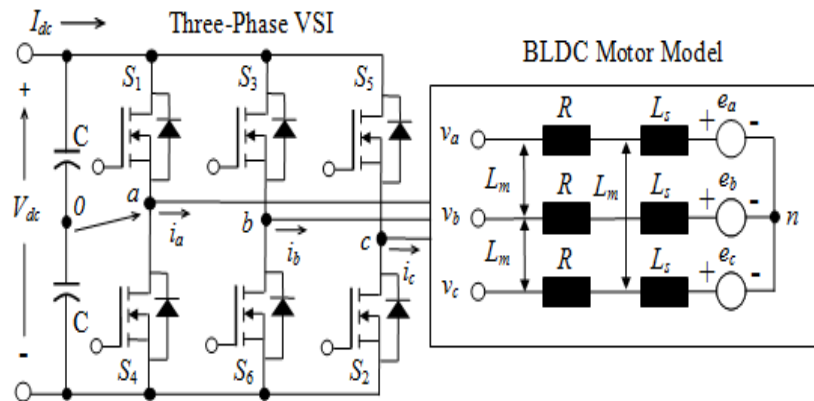 I_dc
Three-Phase VSI
BLDC Motor Model
S_1
S_3
S_5
+
C
V_dc
0
a
b
c
i_a
i_b
i_c
C
-
S_4
S_6
S_2
v_a
R
L_s
+
e_a
-
L_m
L_m
v_b
R
L_s
+
e_b
-
n
L_m
v_c
R
L_s
+
e_c
-